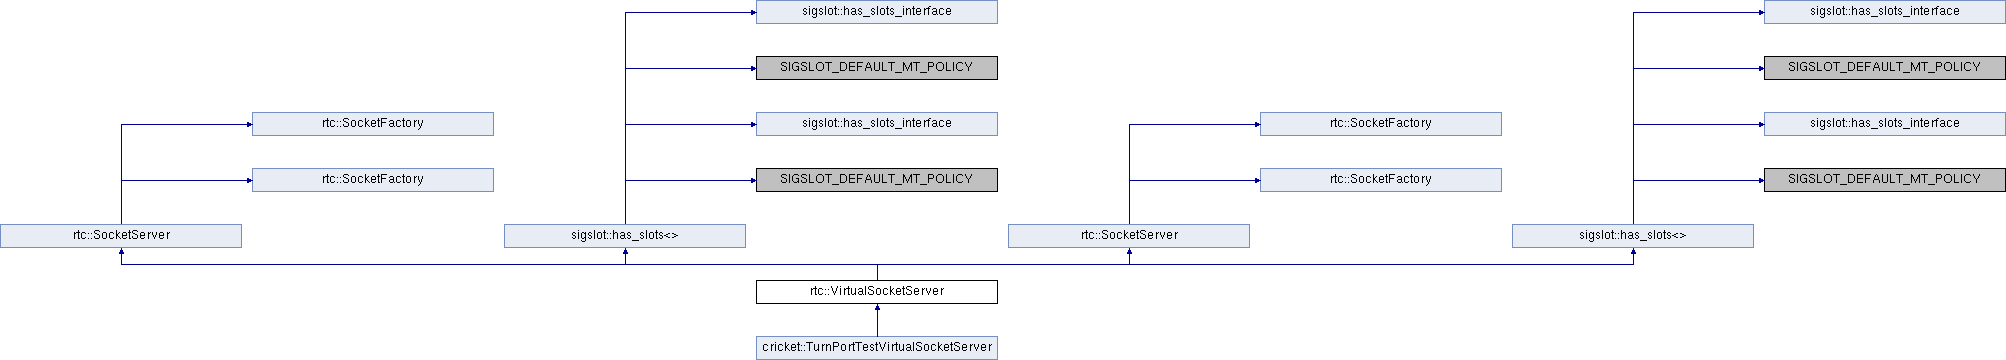 sigslot::has_slots_interface
sigslot::has_slots_interface
SIGSLOT_DEFAULT_MT_POLICY
SIGSLOT_DEFAULT_MT_POLICY
rtc::SocketFactory
sigslot::has_slots_interface
rtc::SocketFactory
sigslot::has_slots_interface
rtc::SocketFactory
SIGSLOT_DEFAULT_MT_POLICY
rtc::SocketFactory
SIGSLOT_DEFAULT_MT_POLICY
rtc::SocketServer
sigslot::has_slots<>
rtc::SocketServer
sigslot::has_slots<>
rtc::VirtualSocketServer
cricket::TurnPortTestVirtualSocketServer